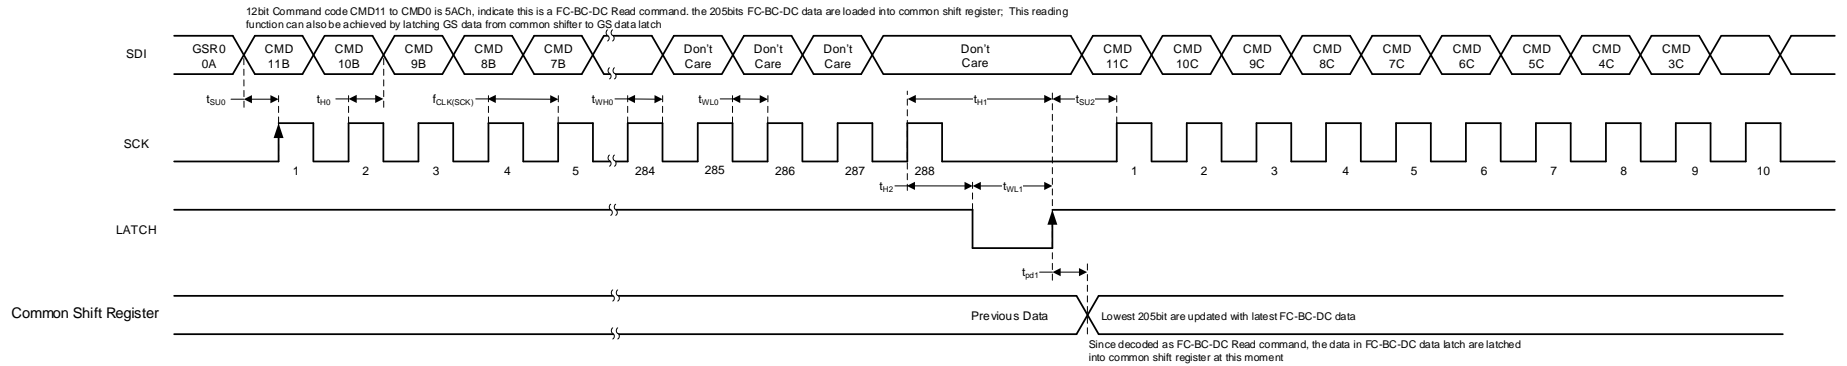 12bit Command code CMD11 to CMD0 is 5ACh, indicate this is a FC-BC-DC Read command. the 205bits FC-BC-DC data are loaded into common shift register; This reading
function can also be achieved by latching GS data from common shifter to GS data latch
SDI
GSR0 0A
CMD 11B
CMD 10B
CMD 9B
CMD 8B
CMD 7B
Don't Care
Don't Care
Don't Care
Don't Care
CMD 11C
CMD 10C
CMD 9C
CMD 8C
CMD 7C
CMD 6C
CMD 5C
CMD 4C
CMD 3C
tSU0 tH0 fCLK(SCK) tWH0 tWL0 tH1 tSU2
SCK
1 2 3 4 5 284 285 286 287 288 1 2 3 4 5 6 7 8 9 10
tH2 tWL1
LATCH
tpd1
Common Shift Register
Previous Data
Lowest 205bit are updated with latest FC-BC-DC data
Since decoded as FC-BC-DC Read command, the data in FC-BC-DC data latch are latched
into common shift register at this moment